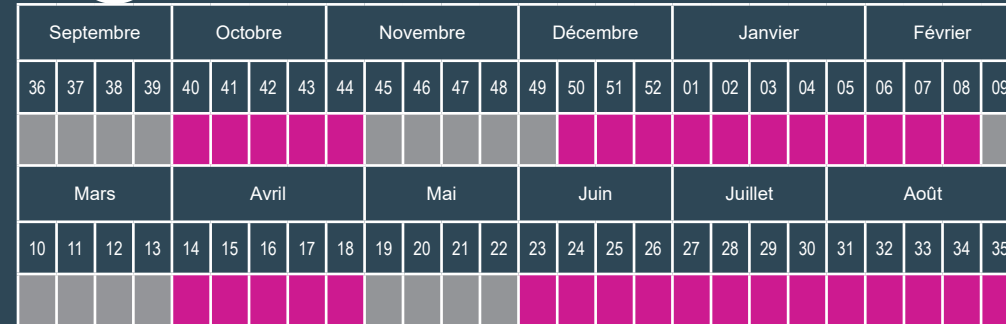 Septembre Octobre Novembre Décembre Janvier Février
36 37 38 39 40 41 42 43 44 45 46 47 48 49 50 51 52 01 02 03 04 05 06 07 08 09
Mars Avril Mai Juin Juillet Août
10 11 12 13 14 15 16 17 18 19 20 21 22 23 24 25 26 27 28 29 30 31 32 33 34 35